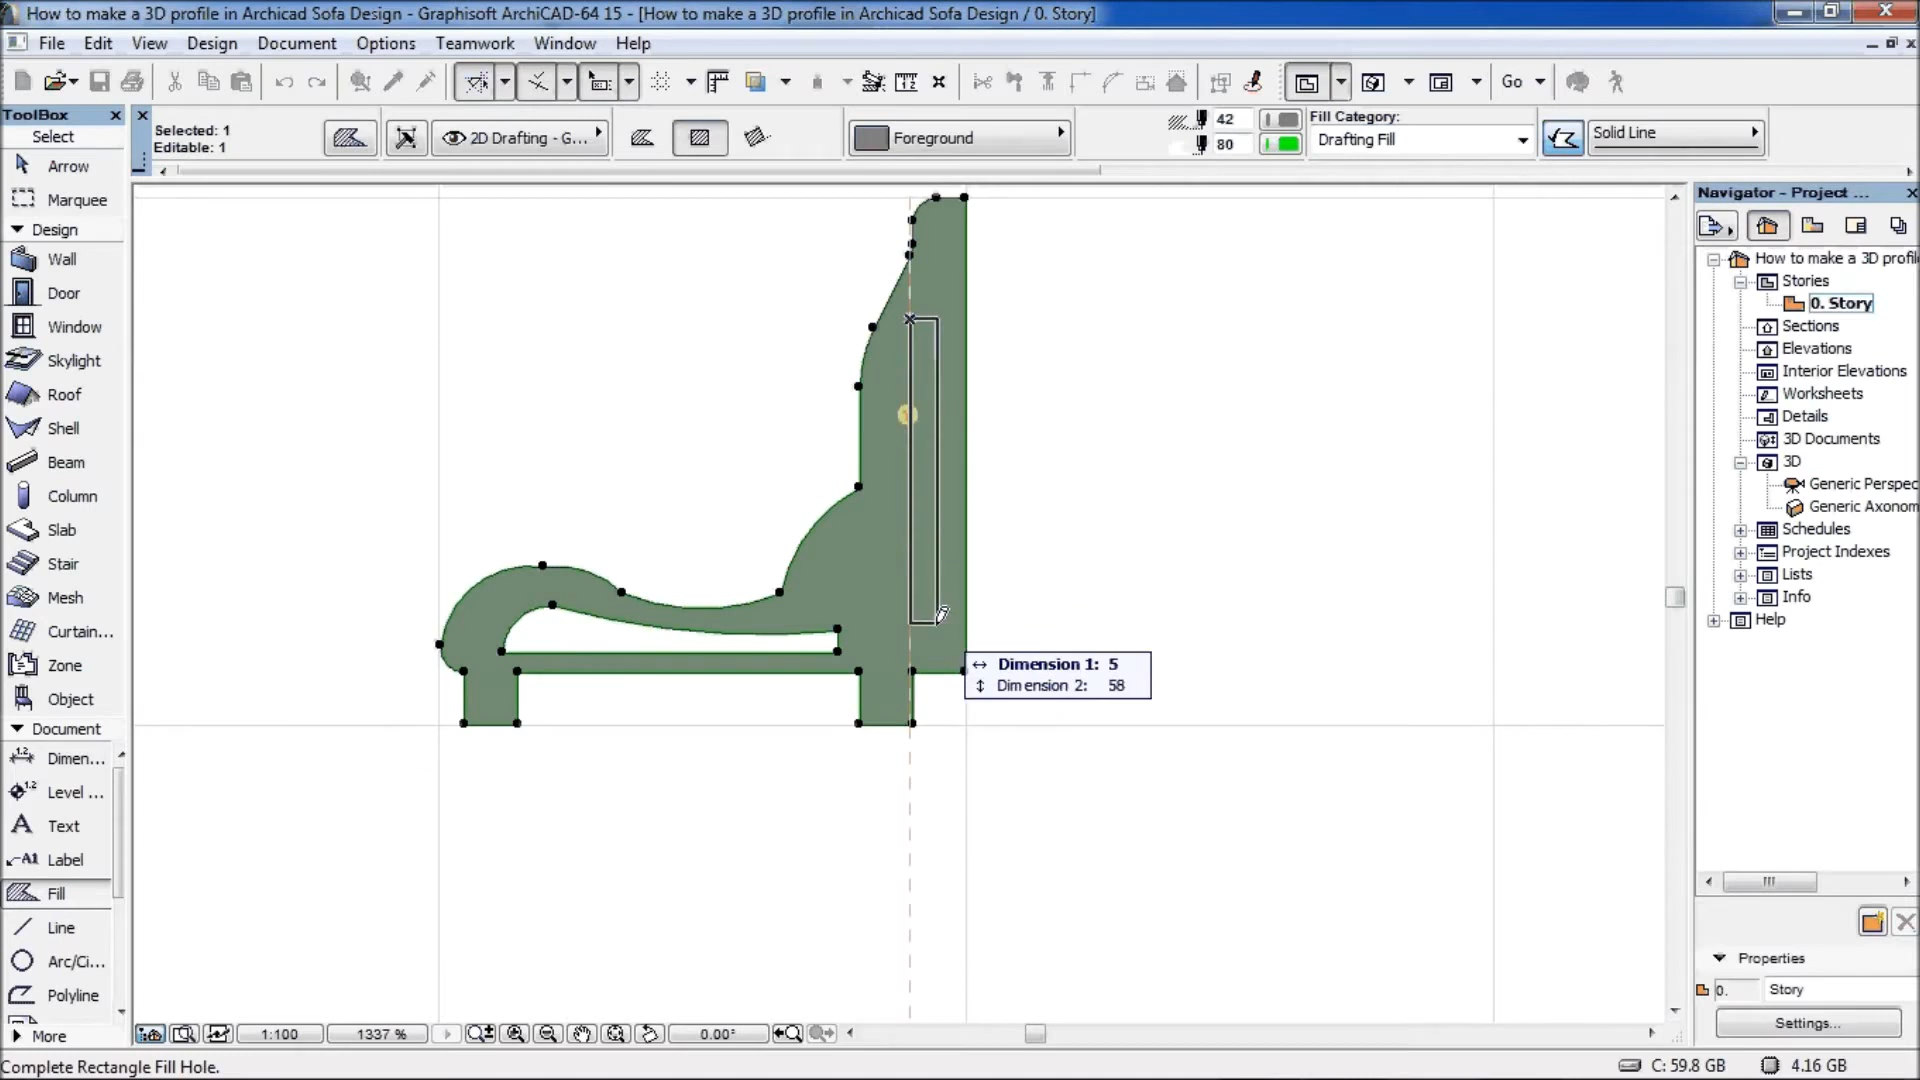 How to make a 3D profile in Archicad Sofa Design - Graphisoft ArchiCAD-64 15 - [How to make a 3D profile in Archicad Sofa Design / 0. Story]
File Edit View Design Document Options Teamwork Window Help
Go
ToolBox
Select
Arrow
Marquee
Design
Wall
Door
Window
Skylight
Roof
Shell
Beam
Column
Slab
Stair
Mesh
Curtain...
Zone
Object
Document
Dimen...
Level ...
Text
Label
Fill
Line
Arc/Ci...
Polyline
More
Selected: 1
Editable: 1
2D Drafting - G...
Foreground
42
80
Fill Category:
Drafting Fill
Solid Line
Dimension 1: 5
Dimension 2: 58
Navigator - Project ...
How to make a 3D profil
Stories
0. Story
Sections
Elevations
Interior Elevations
Worksheets
Details
3D Documents
3D
Generic Perspec
Generic Axonom
Schedules
Project Indexes
Lists
Info
Help
Properties
0. Story
Settings...
1:100 1337 % 0.00°
Complete Rectangle Fill Hole.
C: 59.8 GB 4.16 GB